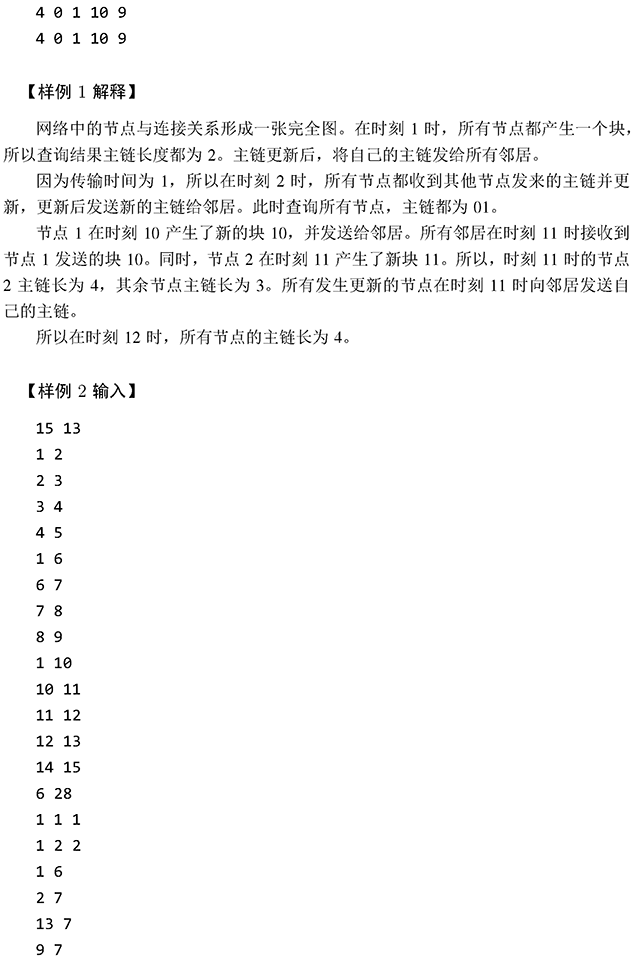 4 0 1 10 9
4 0 1 10 9
【样例 1 解释】
网络中的节点与连接关系形成一张完全图。在时刻 1 时，所有节点都产生一个块，
所以查询结果主链长度都为 2。主链更新后，将自己的主链发给所有邻居。
因为传输时间为 1，所以在时刻 2 时，所有节点都收到其他节点发来的主链并更
新，更新后发送新的主链给邻居。此时查询所有节点，主链都为 01。
节点 1 在时刻 10 产生了新的块 10，并发送给邻居。所有邻居在时刻 11 时接收到
节点 1 发送的块 10。同时，节点 2 在时刻 11 产生了新块 11。所以，时刻 11 时的节点
2 主链长为 4，其余节点主链长为 3。所有发生更新的节点在时刻 11 时向邻居发送自
己的主链。
所以在时刻 12 时，所有节点的主链长为 4。
【样例 2 输入】
15 13
1 2
2 3
3 4
4 5
1 6
6 7
7 8
8 9
1 10
10 11
11 12
12 13
14 15
6 28
1 1 1
1 2 2
1 6
2 7
13 7
9 7